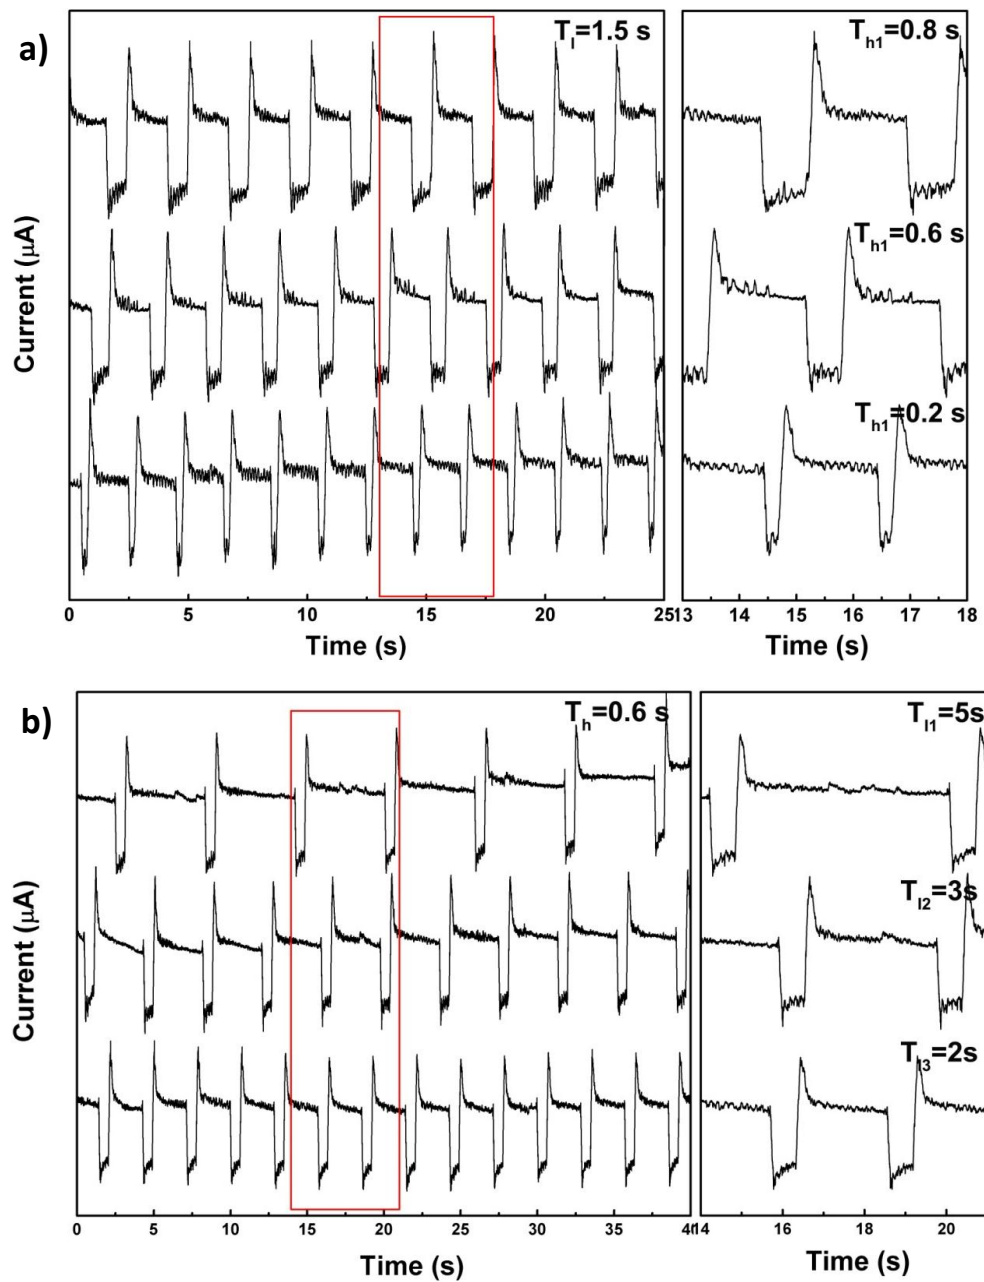 a)
T_l=1.5 s
T_h1=0.8 s
T_h1=0.6 s
T_h1=0.2 s
Current (μA)
0 5 10 15 20 25 13 14 15 16 17 18
Time (s) Time (s)
b)
T_h=0.6 s
T_l1=5s
T_l2=3s
T_l3=2s
Current (μA)
0 5 10 15 20 25 30 35 40 14 16 18 20
Time (s) Time (s)